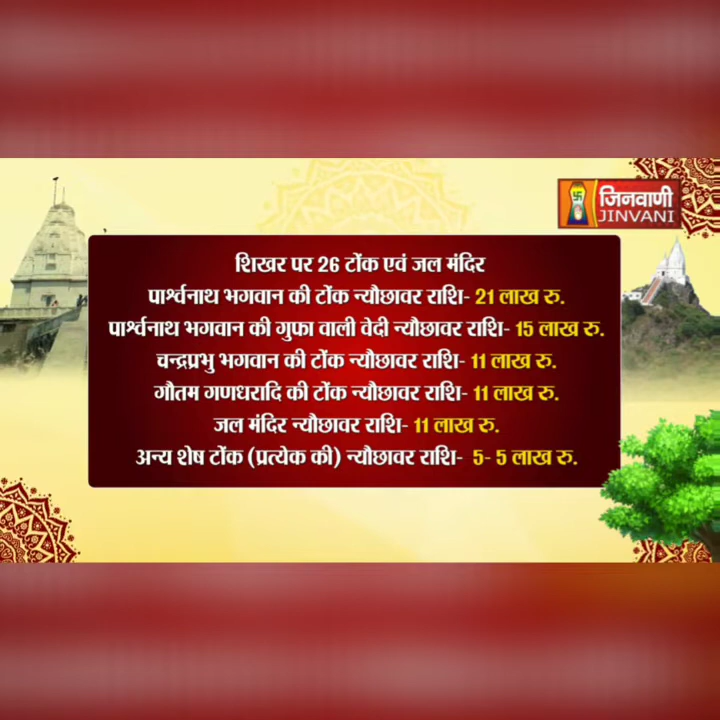 जिनवाणी
JINVANI
शिखर पर 26 टोंक एवं जल मंदिर
पार्श्वनाथ भगवान की टोंक न्यौछावर राशि- 21 लाख रु.
पार्श्वनाथ भगवान की गुफा वाली वेदी न्यौछावर राशि- 15 लाख रु.
चन्द्रप्रभु भगवान की टोंक न्यौछावर राशि- 11 लाख रु.
गौतम गणधरादि की टोंक न्यौछावर राशि- 11 लाख रु.
जल मंदिर न्यौछावर राशि- 11 लाख रु.
अन्य शेष टोंक (प्रत्येक की) न्यौछावर राशि- 5- 5 लाख रु.